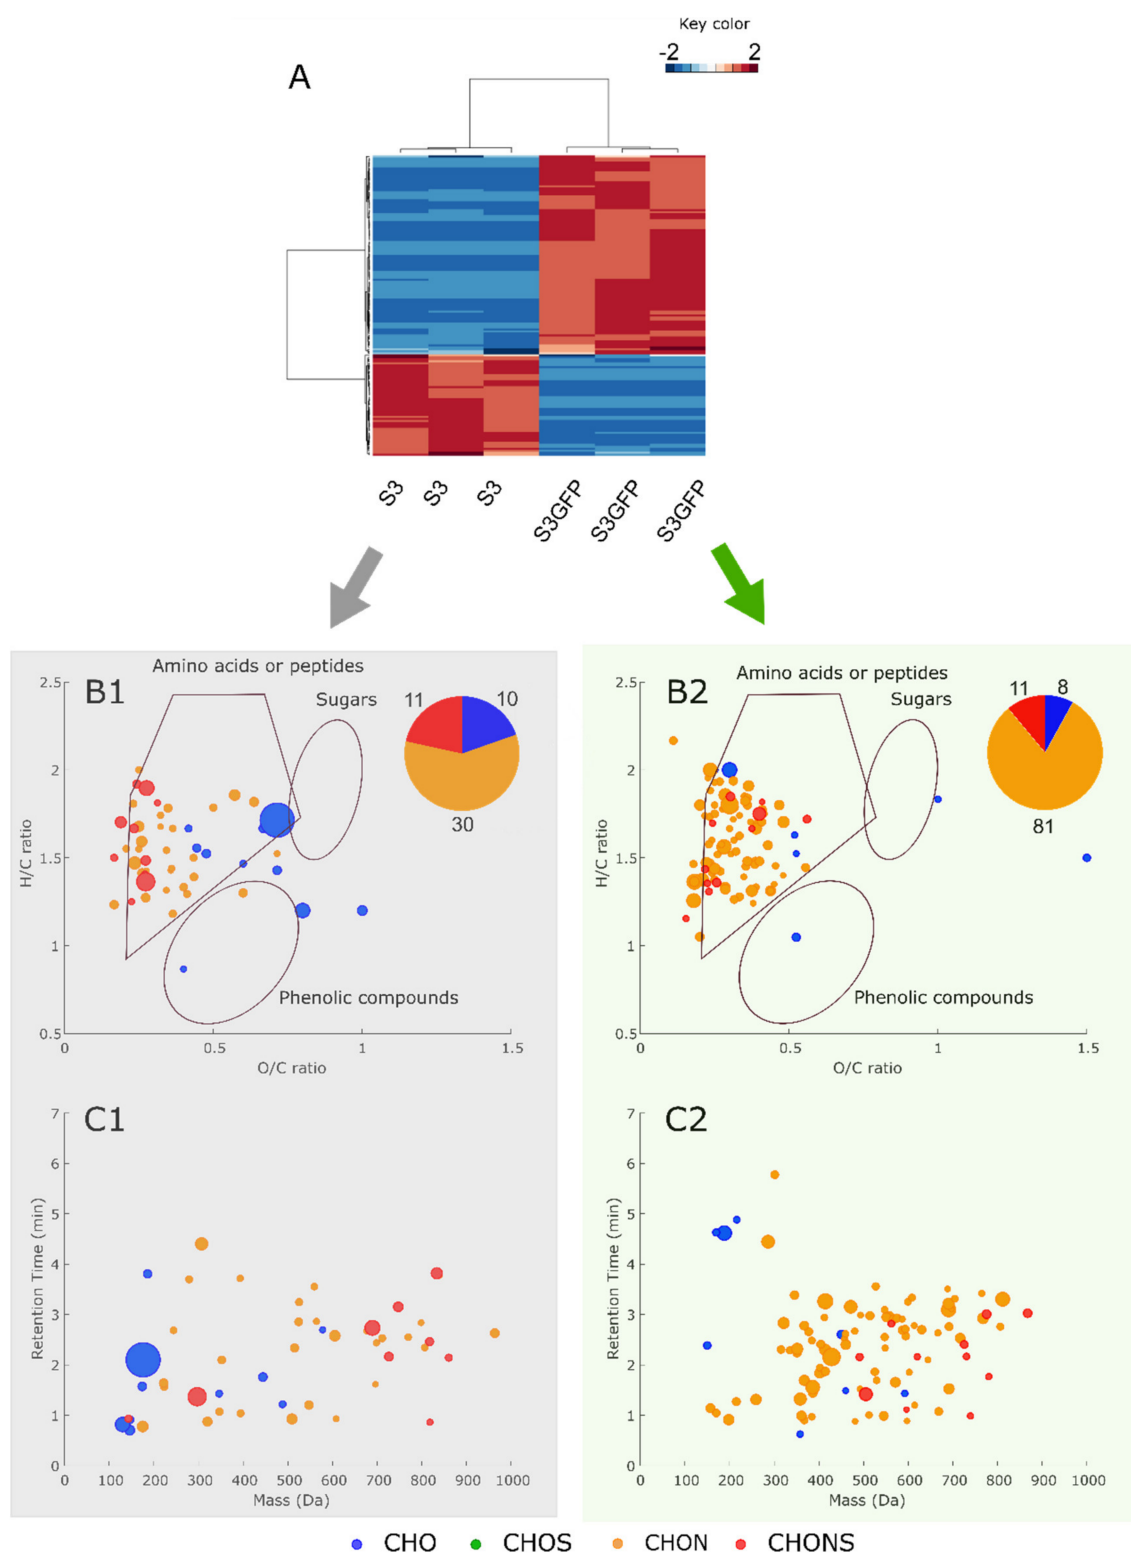 Key color
-2 2
A
S3 S3 S3 S3GFP S3GFP S3GFP
Amino acids or peptides
B1
Sugars
11 10
30
Phenolic compounds
2.5
2
1.5
1
0.5
0 0.5 1 1.5
H/C ratio
O/C ratio
Amino acids or peptides
B2
Sugars
11 8
81
Phenolic compounds
2.5
2
1.5
1
0.5
0 0.5 1 1.5
H/C ratio
O/C ratio
C1
7
6
5
4
3
2
1
0
0 100 200 300 400 500 600 700 800 900 1000
Retention Time (min)
Mass (Da)
C2
7
6
5
4
3
2
1
0
0 100 200 300 400 500 600 700 800 900 1000
Retention Time (min)
Mass (Da)
CHO CHOS CHON CHONS